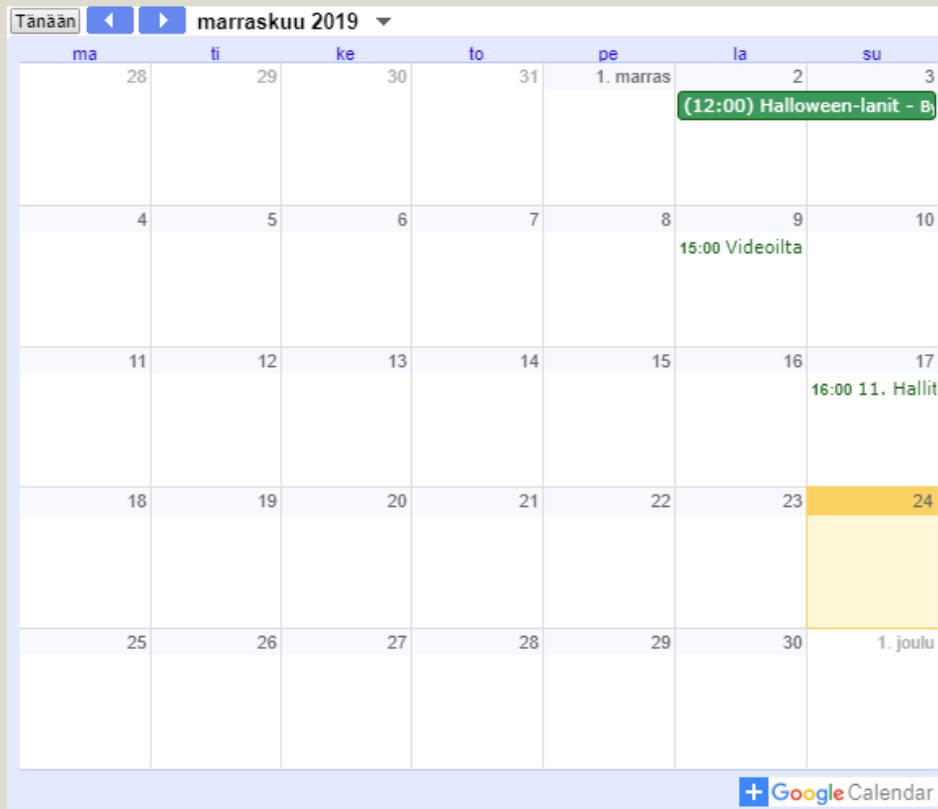 Tänään marraskuu 2019
ma ti ke to pe la su
28 29 30 31 1. marras 2 3
(12:00) Halloween-lanit - By
4 5 6 7 8 9 10
15:00 Videoilta
11 12 13 14 15 16 17
16:00 11. Hallit
18 19 20 21 22 23 24
25 26 27 28 29 30 1. joulu
Google Calendar